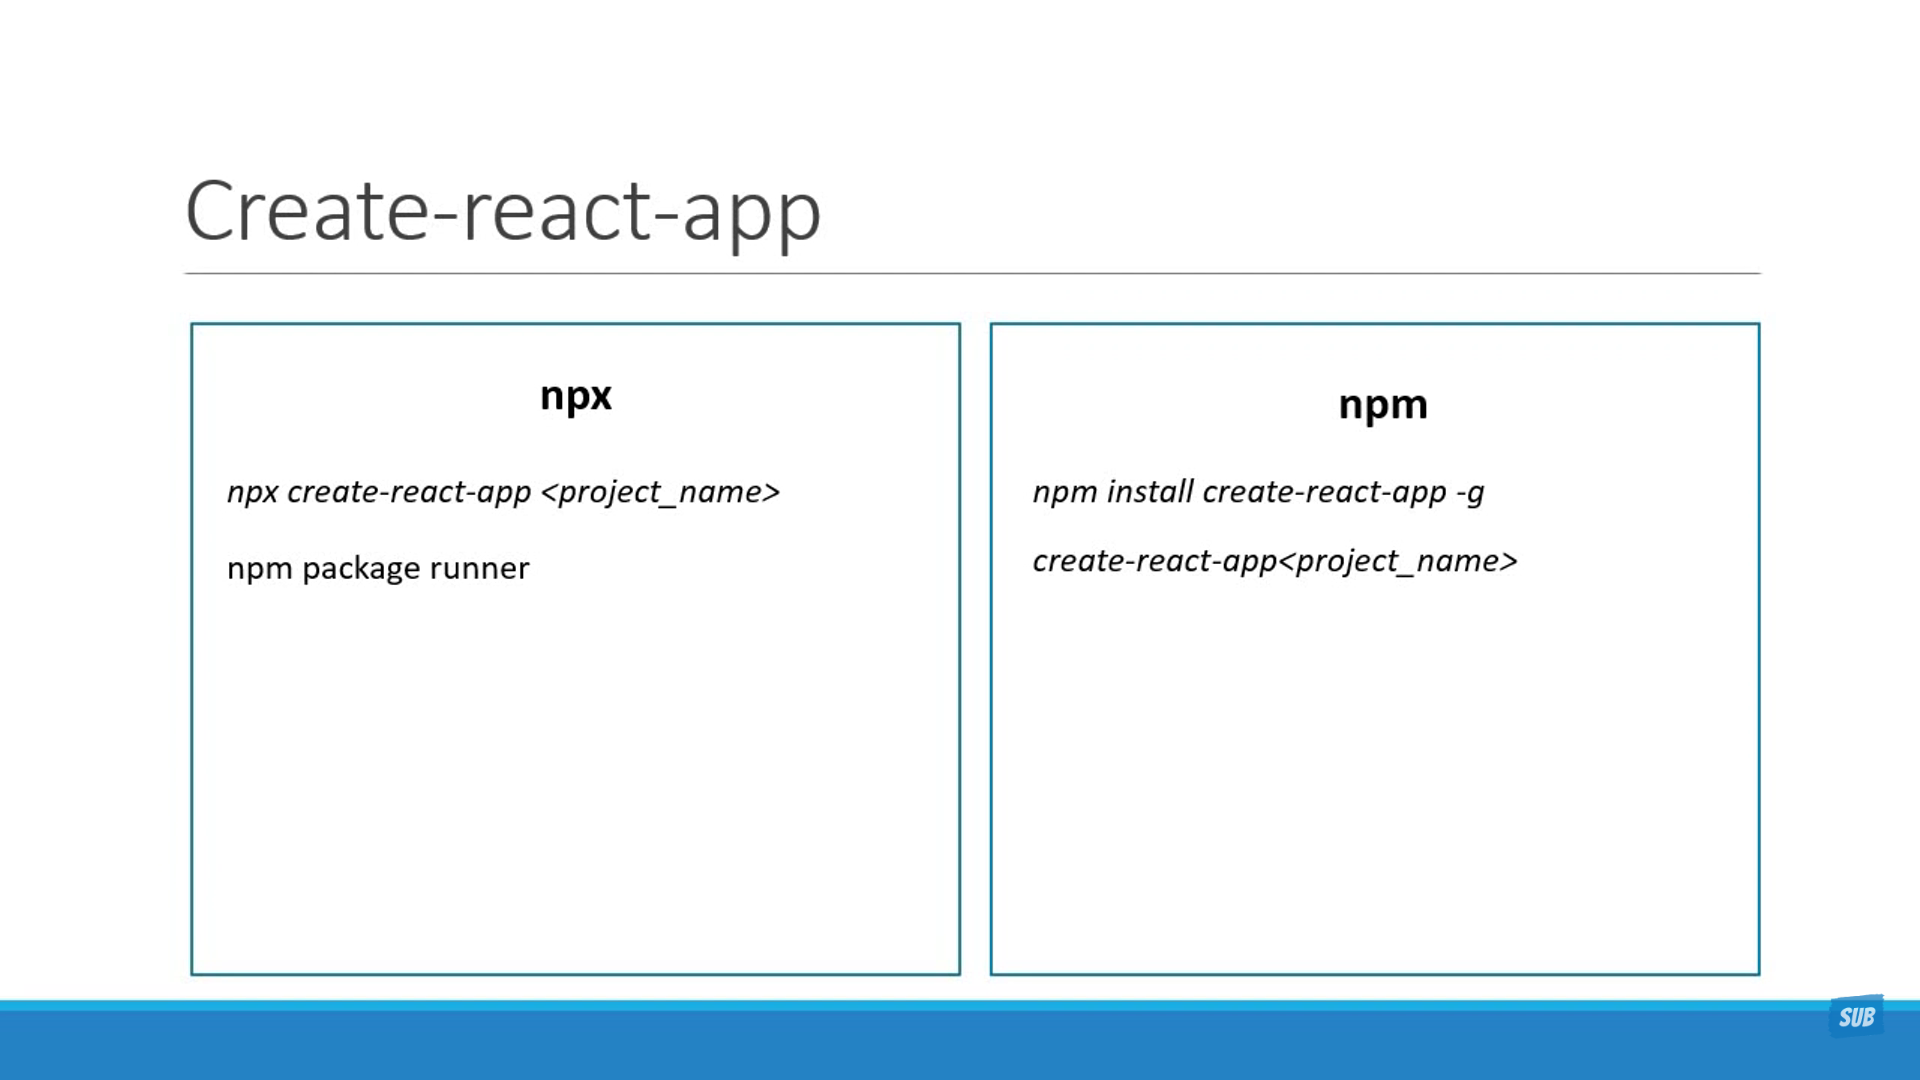 Create-react-app
npx
npx create-react-app <project_name>
npm package runner
npm
npm install create-react-app -g
create-react-app<project_name>
SUB